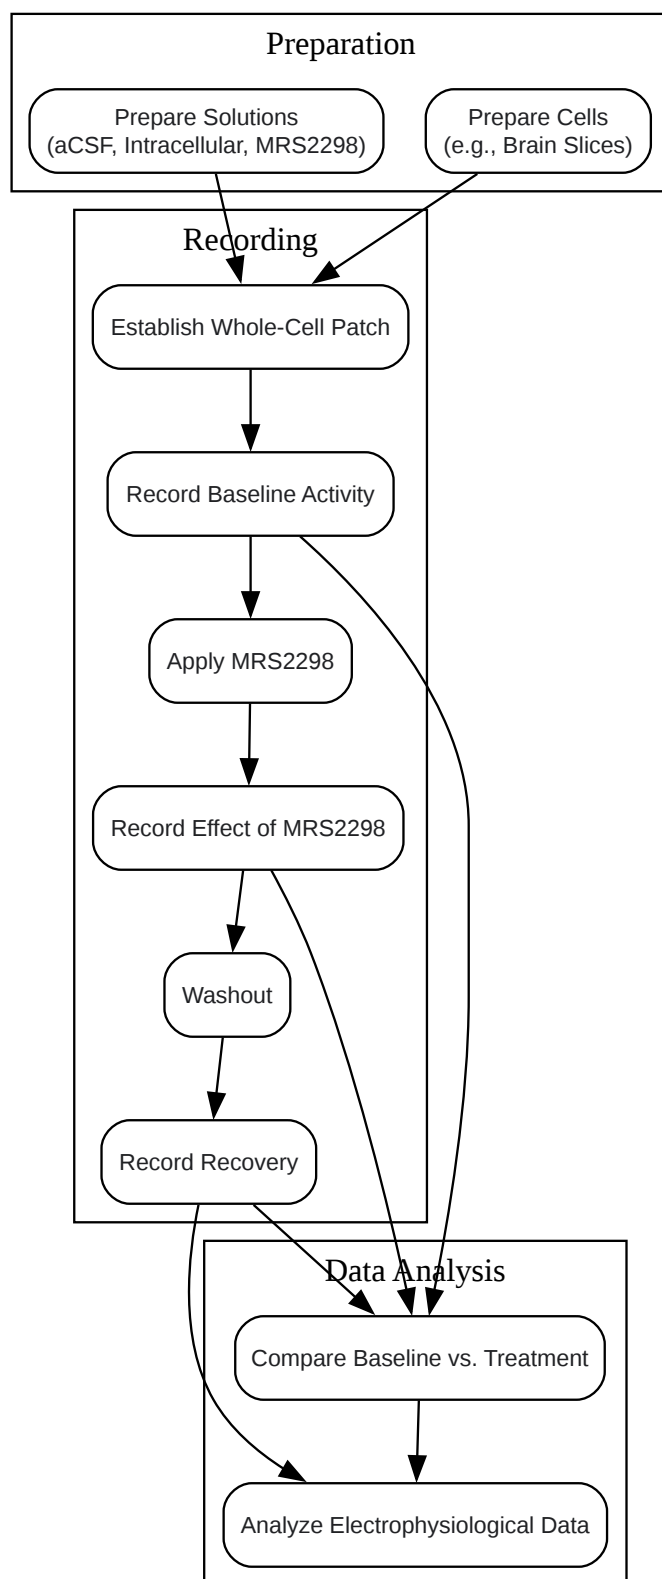 Preparation
Prepare Solutions
(aCSF, Intracellular, MRS2298)
Prepare Cells
(e.g., Brain Slices)
Recording
Establish Whole-Cell Patch
Record Baseline Activity
Apply MRS2298
Record Effect of MRS2298
Washout
Record Recovery
Data Analysis
Compare Baseline vs. Treatment
Analyze Electrophysiological Data